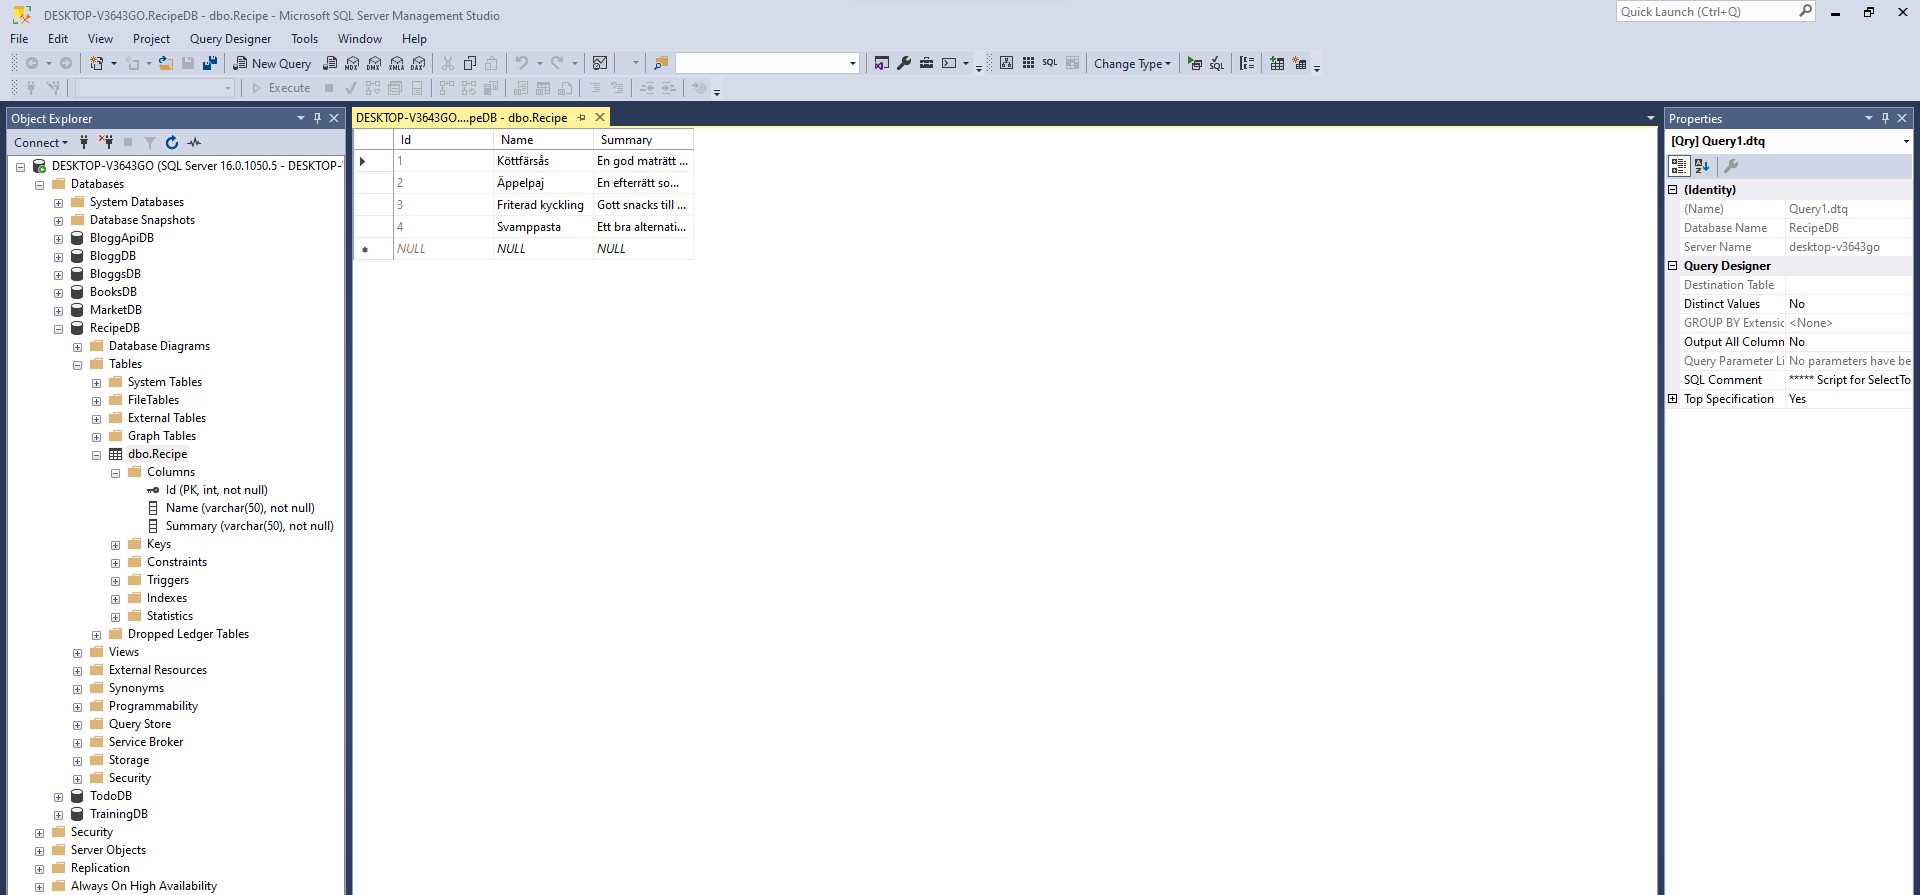 DESKTOP-V3643GO.RecipeDB - dbo.Recipe - Microsoft SQL Server Management Studio
Quick Launch (Ctrl+Q)
File Edit View Project Query Designer Tools Window Help
New Query MDX DMX XMLA DAX SQL Change Type SQL
Execute
Object Explorer
Connect
DESKTOP-V3643GO (SQL Server 16.0.1050.5 - DESKTOP-
Databases
System Databases
Database Snapshots
BloggApiDB
BloggDB
BloggsDB
BooksDB
MarketDB
RecipeDB
Database Diagrams
Tables
System Tables
FileTables
External Tables
Graph Tables
dbo.Recipe
Columns
Id (PK, int, not null)
Name (varchar(50), not null)
Summary (varchar(50), not null)
Keys
Constraints
Triggers
Indexes
Statistics
Dropped Ledger Tables
Views
External Resources
Synonyms
Programmability
Query Store
Service Broker
Storage
Security
TodoDB
TrainingDB
Security
Server Objects
Replication
Always On High Availability
DESKTOP-V3643GO....peDB - dbo.Recipe
Id Name Summary
1 Köttfärsås En god maträtt ...
2 Äppelpaj En efterrätt so...
3 Friterad kyckling Gott snacks till ...
4 Svamppasta Ett bra alternati...
NULL NULL NULL
Properties
[Qry] Query1.dtq
(Identity)
(Name) Query1.dtq
Database Name RecipeDB
Server Name desktop-v3643go
Query Designer
Destination Table
Distinct Values No
GROUP BY Extensic <None>
Output All Column No
Query Parameter Li No parameters have be
SQL Comment ***** Script for SelectTo
Top Specification Yes